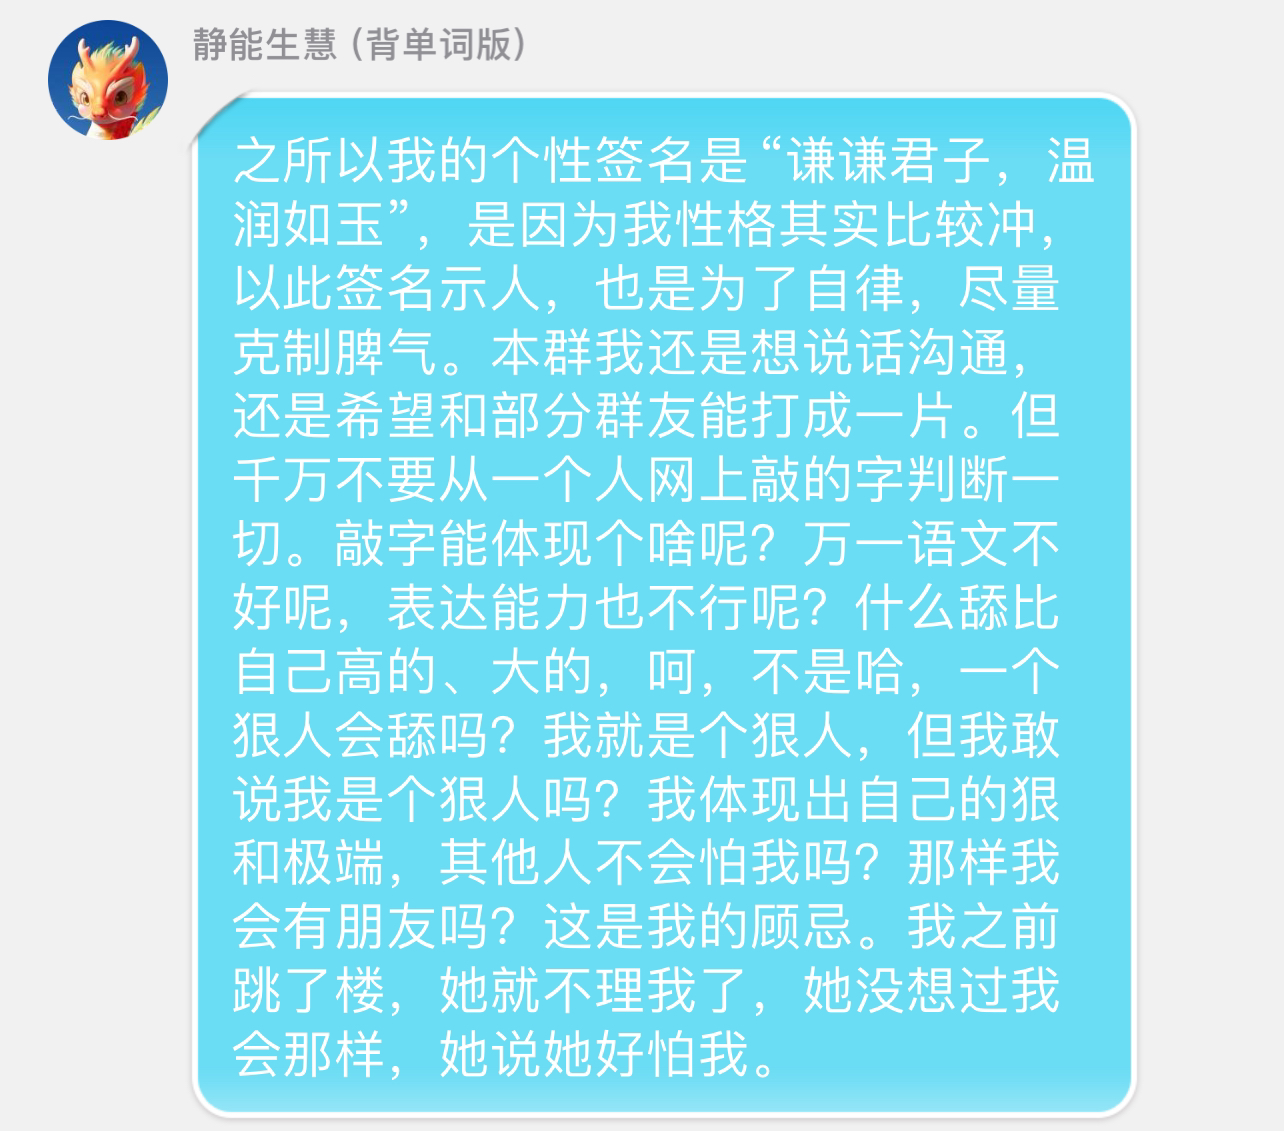 静能生慧（背单词版）
之所以我的个性签名是“谦谦君子，温
润如玉”，是因为我性格其实比较冲，
以此签名示人，也是为了自律，尽量
克制脾气。本群我还是想说话沟通，
还是希望和部分群友能打成一片。但
千万不要从一个人网上敲的字判断一
切。敲字能体现个啥呢？万一语文不
好呢，表达能力也不行呢？什么舔比
自己高的、大的，呵，不是哈，一个
狠人会舔吗？我就是个狠人，但我敢
说我是个狠人吗？我体现出自己的狠
和极端，其他人不会怕我吗？那样我
会有朋友吗？这是我的顾忌。我之前
跳了楼，她就不理我了，她没想过我
会那样，她说她好怕我。